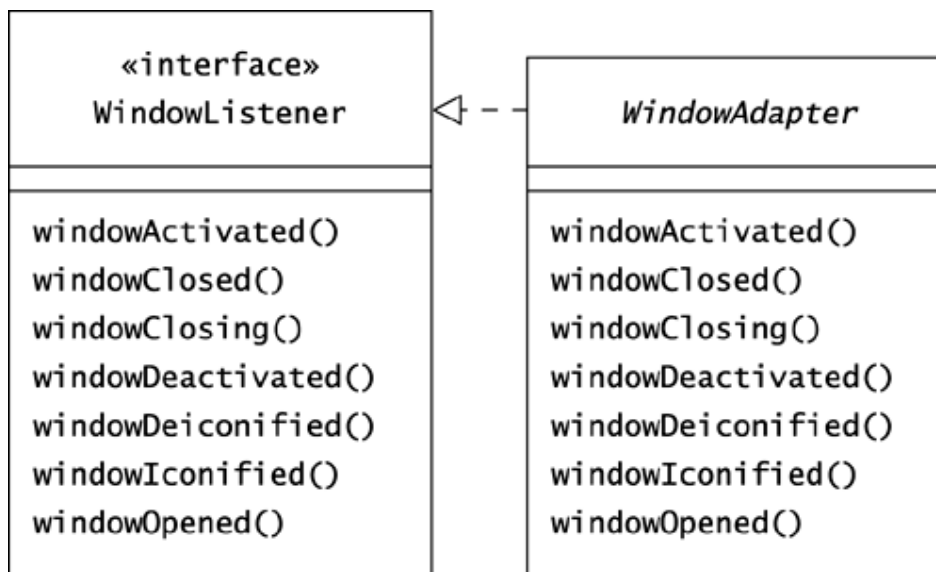 «interface»
WindowListener
windowActivated()
windowClosed()
windowClosing()
windowDeactivated()
windowDeiconified()
windowIconified()
windowOpened()
WindowAdapter
windowActivated()
windowClosed()
windowClosing()
windowDeactivated()
windowDeiconified()
windowIconified()
windowOpened()